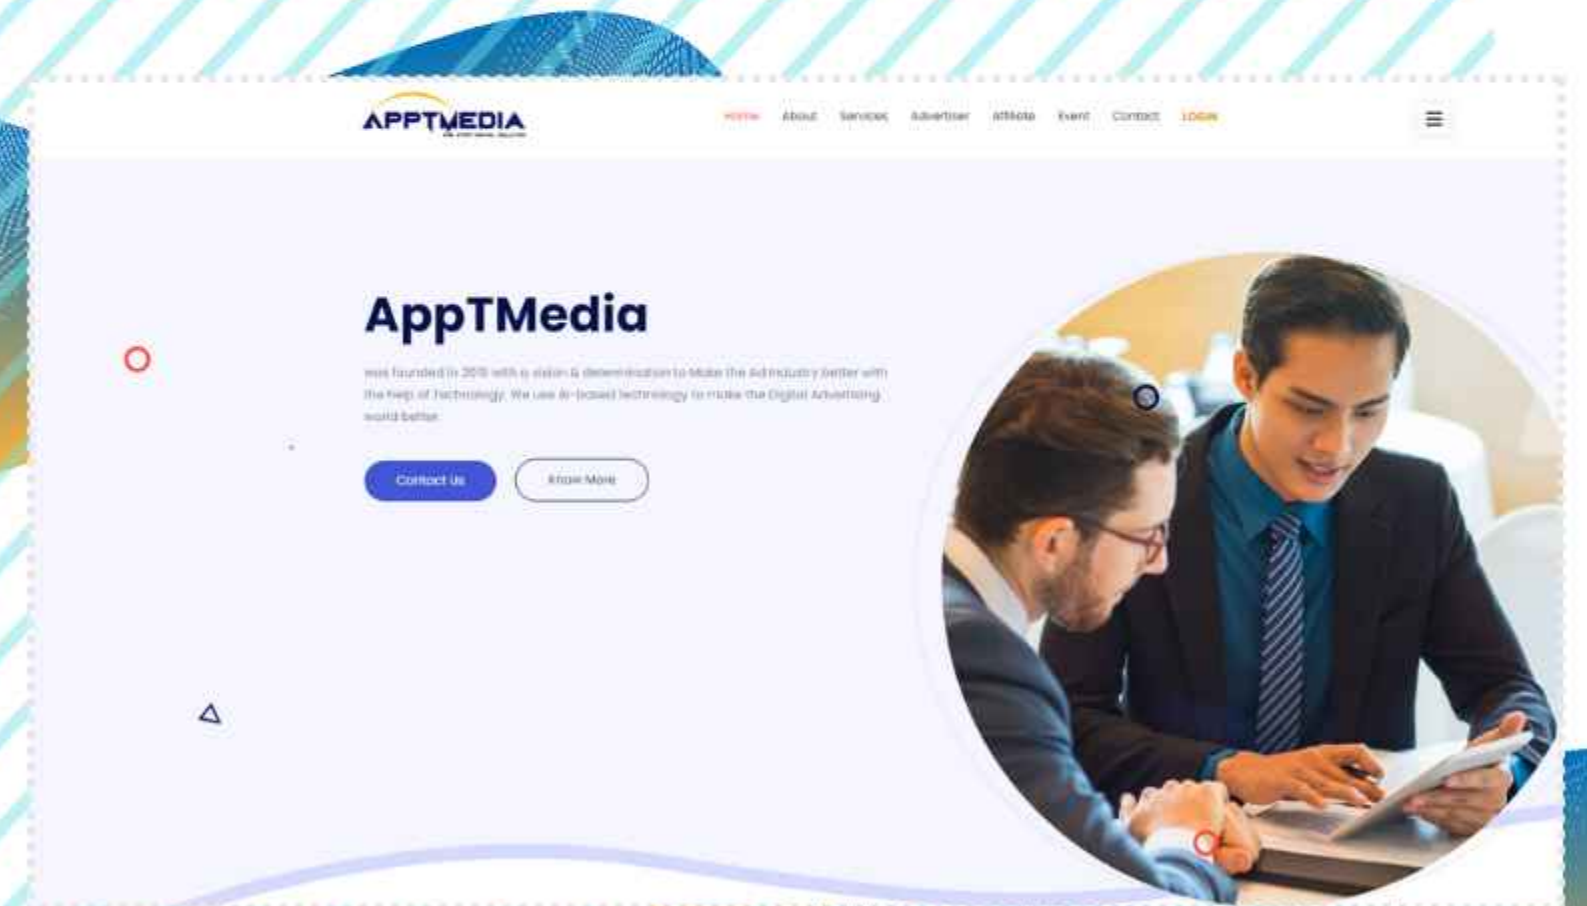 APPTMEDIA
Home About Services Advertiser Affiliate Event Contact LOGIN
AppTMedia
was founded in with a vision & determination to Make the Ad Industry better with
the help of Technology. We use AI-based technology to make the Digital Advertising
world better.
Contact Us Know More